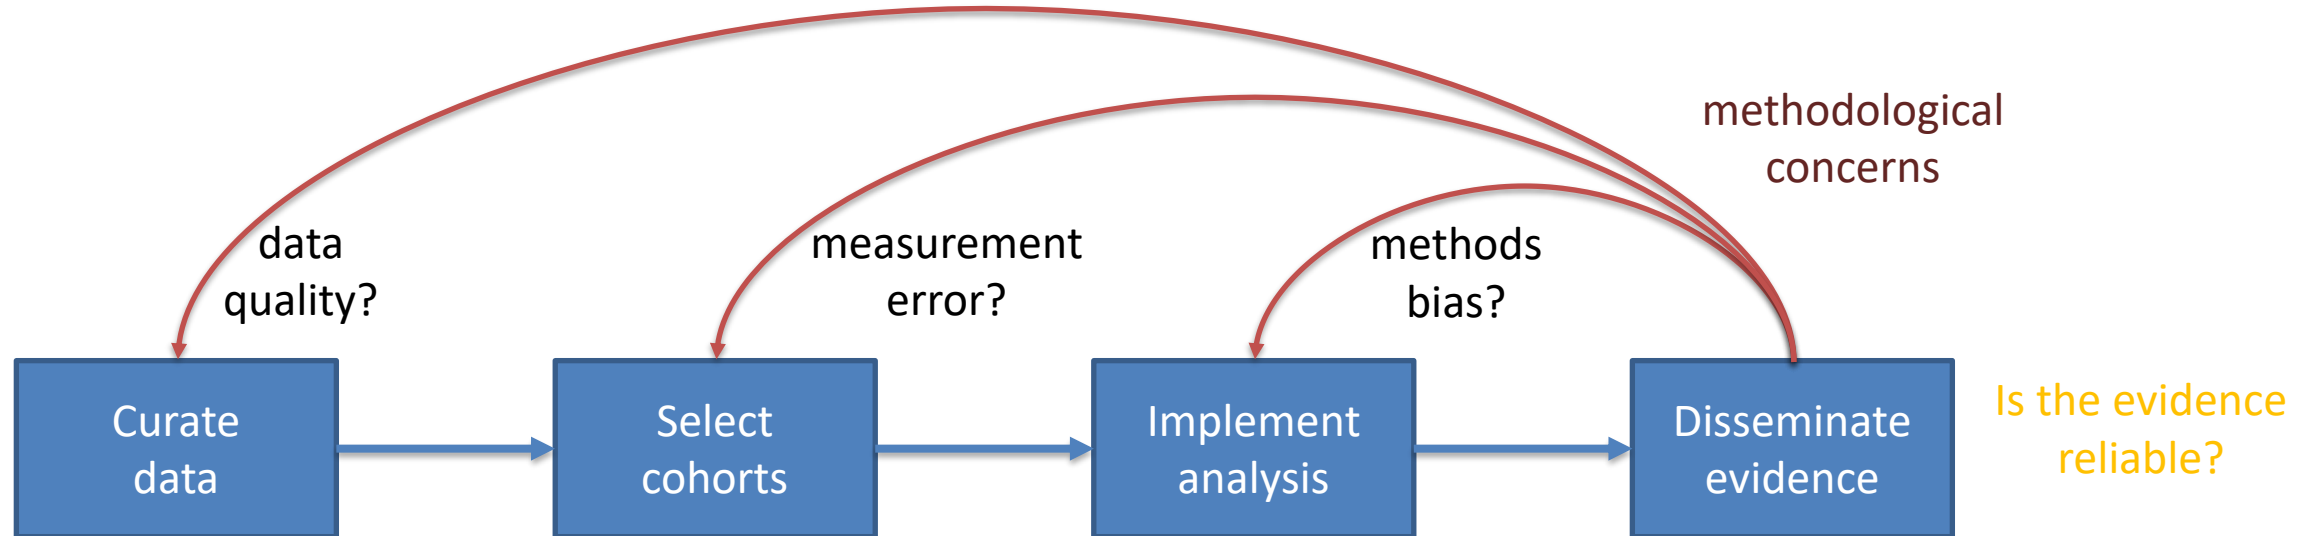 methodological
concerns
data
quality?
measurement
error?
methods
bias?
Curate
data
Select
cohorts
Implement
analysis
Disseminate
evidence
Is the evidence
reliable?